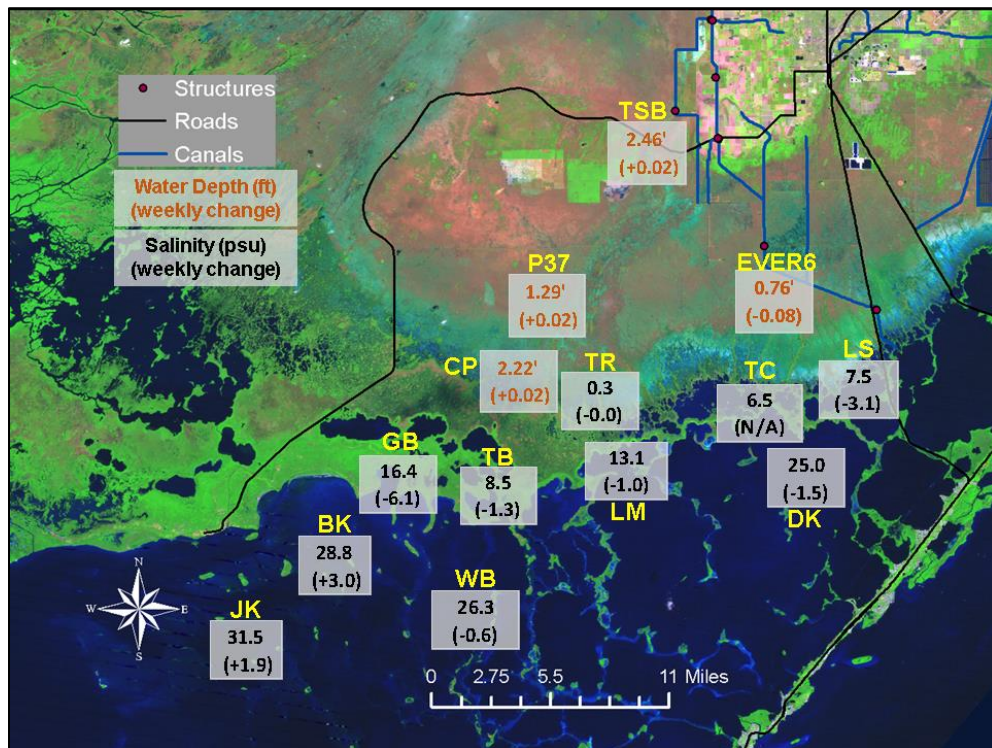 Structures
Roads
Canals
Water Depth (ft)
(weekly change)
Salinity (psu)
(weekly change)
TSB
2.46'
(+0.02)
P37
1.29'
(+0.02)
EVER6
0.76'
(-0.08)
CP
2.22'
(+0.02)
TR
0.3
(-0.0)
TC
6.5
(N/A)
LS
7.5
(-3.1)
GB
16.4
(-6.1)
TB
8.5
(-1.3)
13.1
(-1.0)
LM
25.0
(-1.5)
DK
BK
28.8
(+3.0)
WB
26.3
(-0.6)
JK
31.5
(+1.9)
N
W E
S
0 2.75 5.5 11 Miles